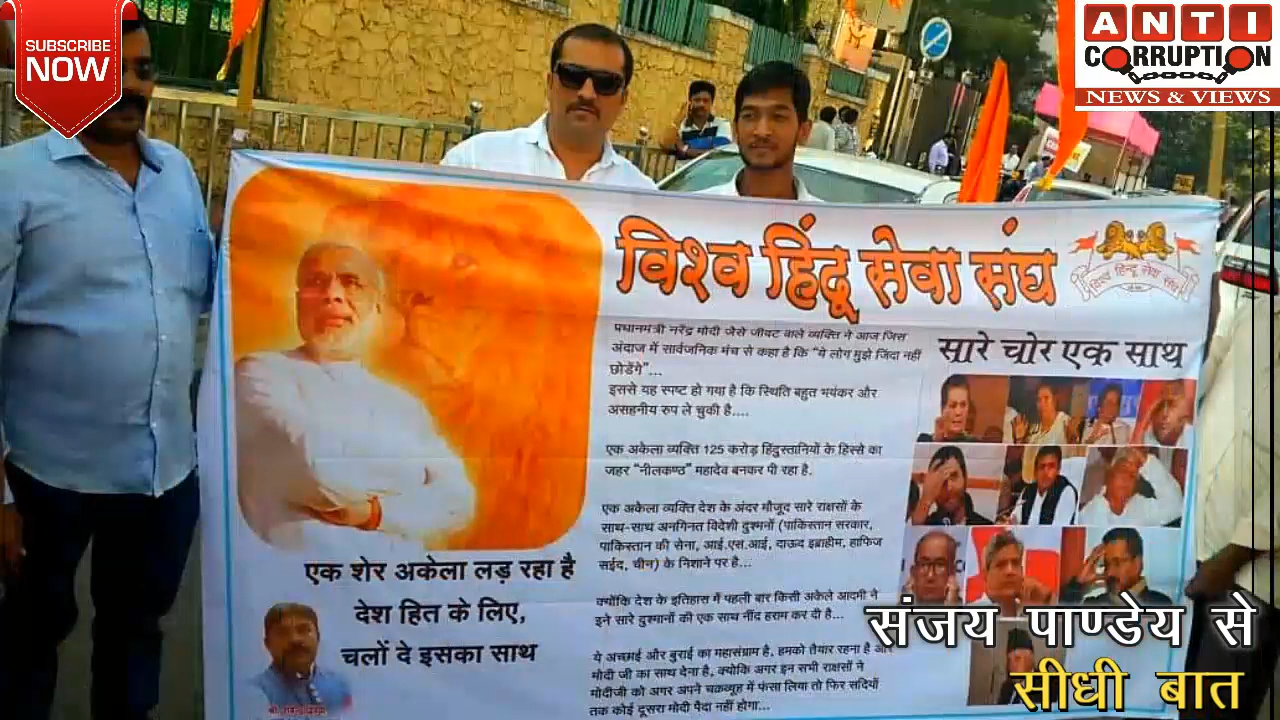 SUBSCRIBE
NOW
ANTI
CORRUPTION
NEWS & VIEWS
विश्व हिंदू सेवा संघ
विश्व हिन्दू सेवा संघ
प्रधानमंत्री नरेंद्र मोदी जैसे जीवट वाले व्यक्ति ने आज जिस
अंदाज में सार्वजनिक मंच से कहा है कि "ये लोग मुझे जिंदा नहीं
छोडेंगे"...
इससे यह स्पष्ट हो गया है कि स्थिति बहुत भयंकर और
असहनीय रुप ले चुकी है....
एक अकेला व्यक्ति 125 करोड़ हिंदुस्तानियों के हिस्से का
जहर "नीलकण्ठ" महादेव बनकर पी रहा है.
एक अकेला व्यक्ति देश के अंदर मौजूद सारे राक्षसों के
साथ-साथ अनगिनत विदेशी दुश्मनों (पाकिस्तान सरकार,
पाकिस्तान की सेना, आई.एस.आई, दाऊद इब्राहीम, हाफिज
सईद, चीन) के निशाने पर है...
क्योंकि देश के इतिहास में पहली बार किसी अकेले आदमी ने
इने सारे दुश्मानों की एक साथ नींद हराम कर दी है...
ये अच्छाई और बुराई का महासंग्राम है, हमको तैयार रहना है और
मोदी जी का साथ देना है, क्योकि अगर इन सभी राक्षसों ने
मोदीजी को अगर अपने चक्रव्यूह में फंसा लिया तो फिर सदियों
तक कोई दूसरा मोदी पैदा नहीं होगा...
सारे चोर एक साथ
एक शेर अकेला लड़ रहा है
देश हित के लिए,
चलों दे इसका साथ
संजय पाण्डेय से
सीधी बात